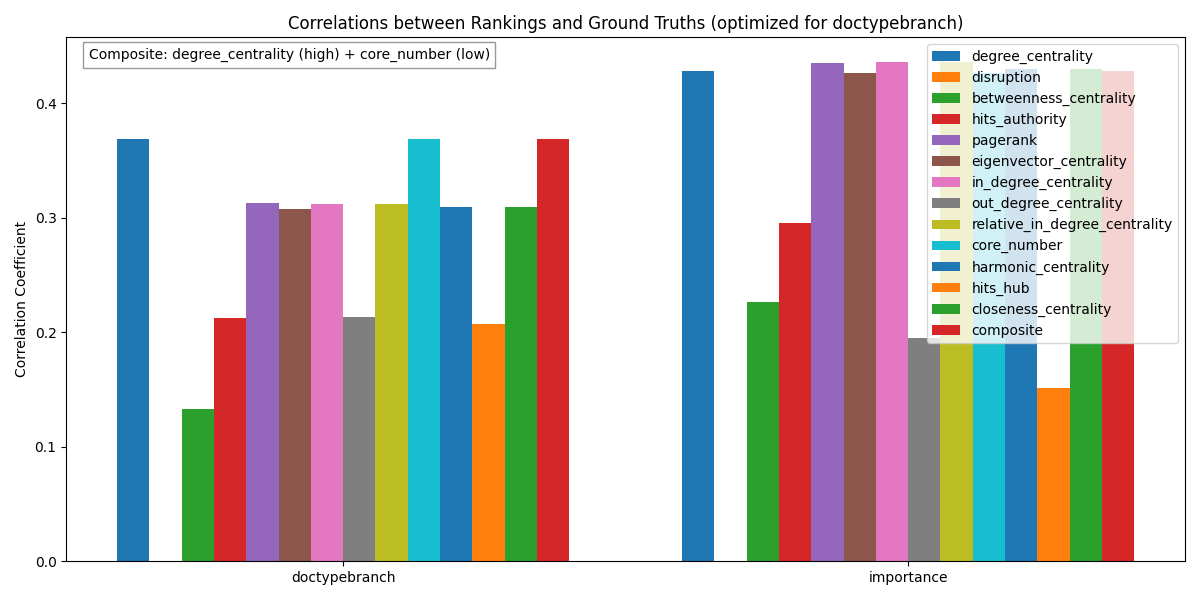 Correlations between Rankings and Ground Truths (optimized for doctypebranch)
Composite: degree_centrality (high) + core_number (low)
degree_centrality
disruption
betweenness_centrality
hits_authority
pagerank
eigenvector_centrality
in_degree_centrality
out_degree_centrality
relative_in_degree_centrality
core_number
harmonic_centrality
hits_hub
closeness_centrality
composite
Correlation Coefficient
0.4
0.3
0.2
0.1
0.0
doctypebranch
importance